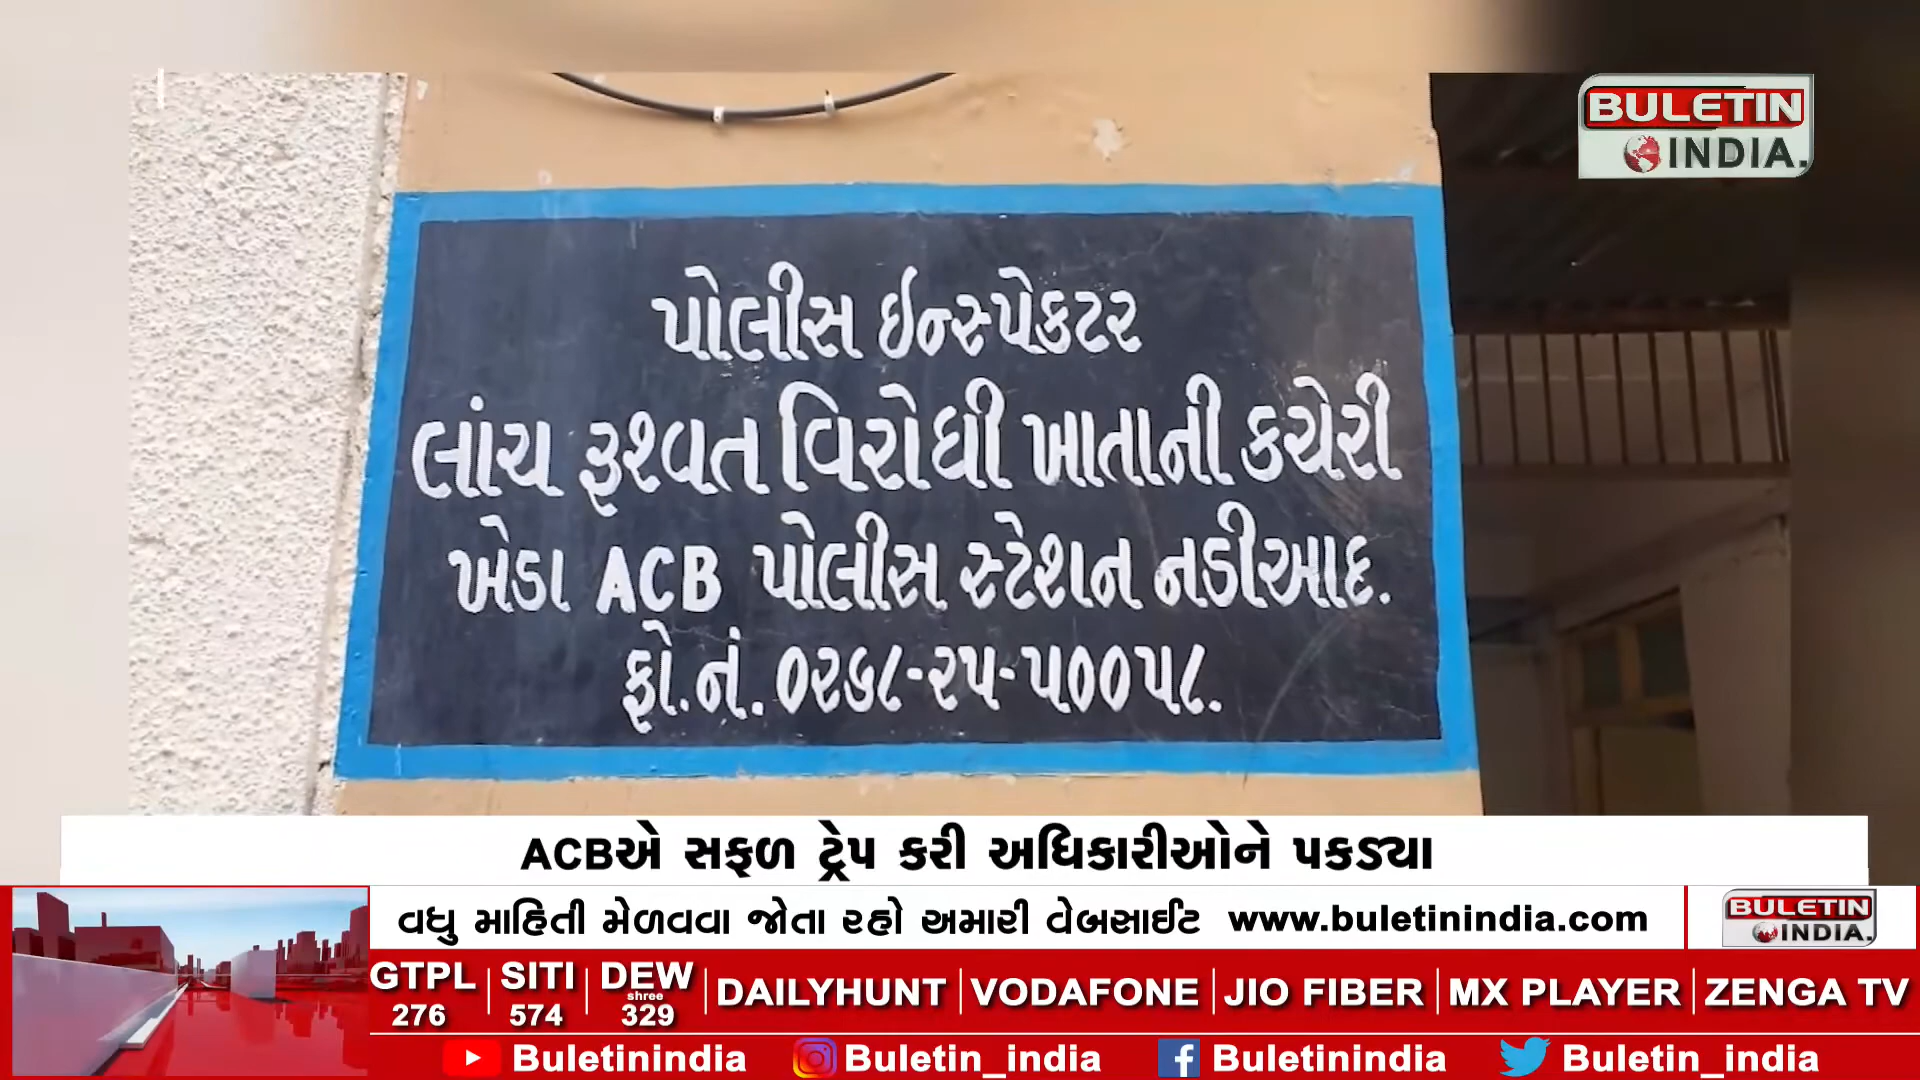 BULETIN
INDIA.
પોલીસ ઇન્સ્પેકટર
લાંચ રૂશ્વત વિરોધી ખાતાની કચેરી
ખેડા ACB પોલીસ સ્ટેશન નડીઆદ.
ફો.નં. ૦૨૬૮-૨૫-૫૦૦૫૮.
ACBએ સફળ ટ્રેપ કરી અધિકારીઓને પકડ્યા
વધુ માહિતી મેળવવા જોતા રહો અમારી વેબસાઈટ www.buletinindia.com
BULETIN
INDIA.
GTPL 276 | SITI 574 | DEW shree 329 | DAILYHUNT | VODAFONE | JIO FIBER | MX PLAYER | ZENGA TV
Buletinindia Buletin_india Buletinindia Buletin_india